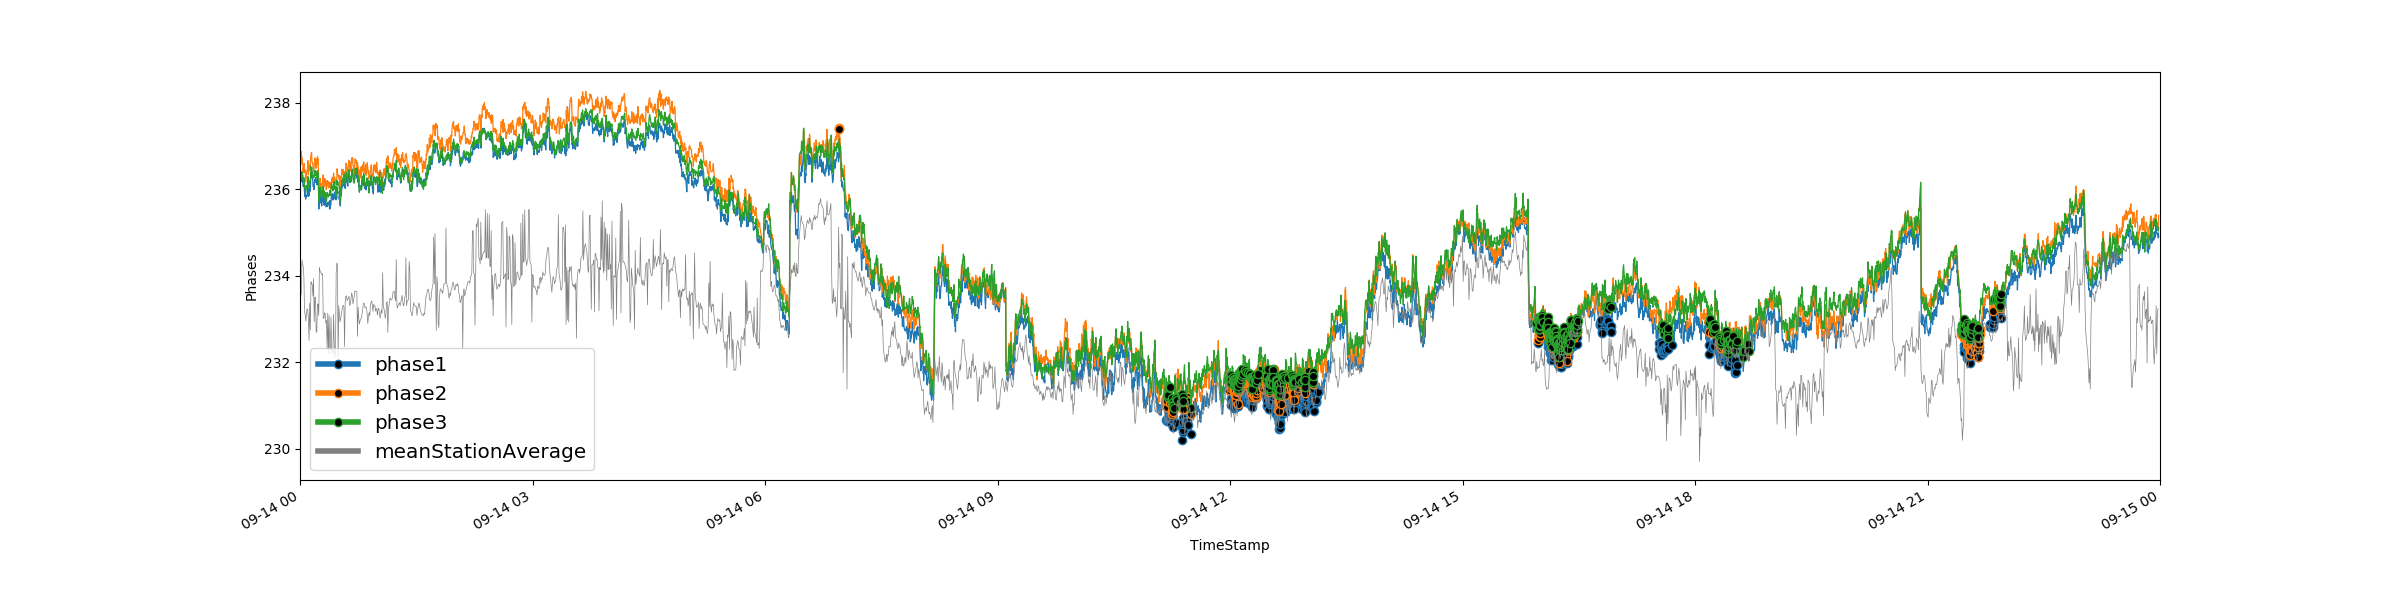 238
236
234
232
230
Phases
phase1
phase2
phase3
meanStationAverage
09-14 00
09-14 03
09-14 06
09-14 09
09-14 12
09-14 15
09-14 18
09-14 21
09-15 00
TimeStamp